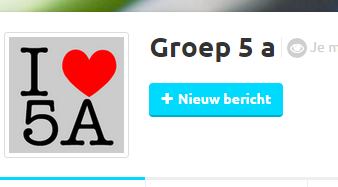 I ❤
5A
Groep 5 a
Je m
+ Nieuw bericht